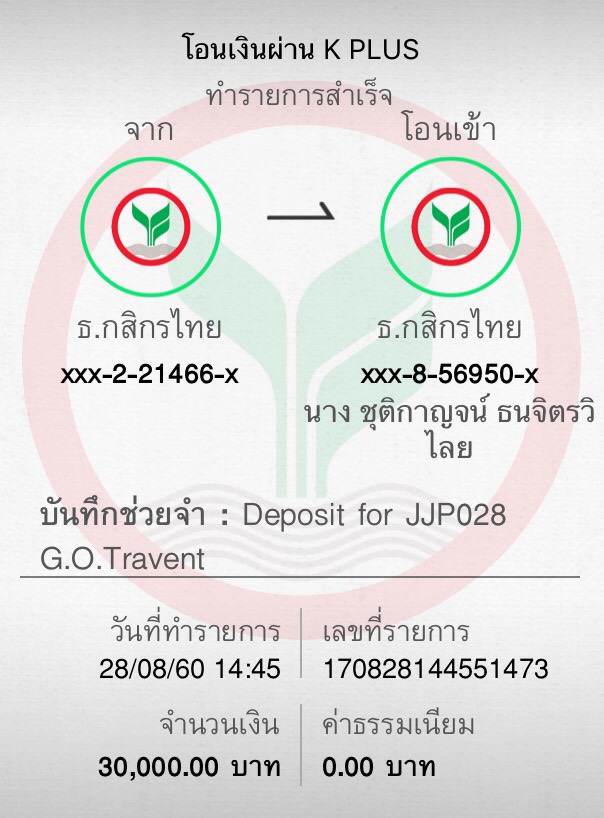 โอนเงินผ่าน K PLUS
ทำรายการสำเร็จ
จาก
โอนเข้า
ธ.กสิกรไทย
ธ.กสิกรไทย
xxx-2-21466-x
xxx-8-56950-x
นาง ชุติกาญจน์ ธนจิตรวิ
ไลย
บันทึกช่วยจำ : Deposit for JJP028
G.O.Travent
วันที่ทำรายการ
เลขที่รายการ
28/08/60 14:45
170828144551473
จำนวนเงิน
ค่าธรรมเนียม
30,000.00 บาท
0.00 บาท